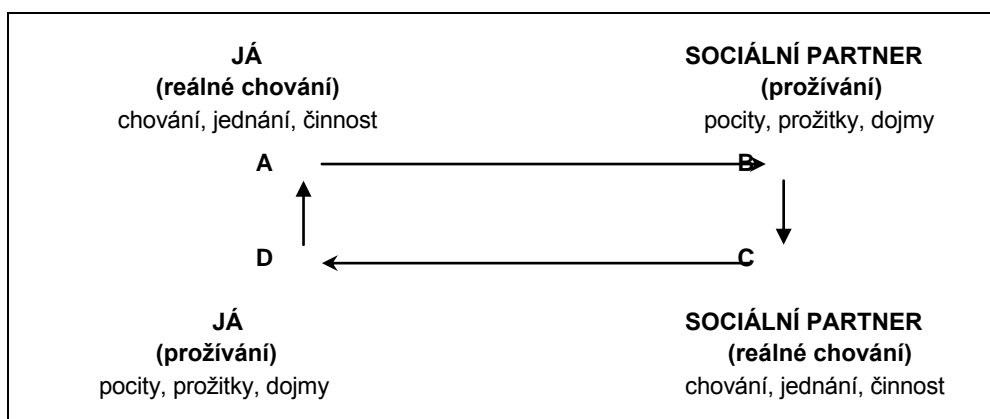 JÁ
(reálné chování)
chování, jednání, činnost
SOCIÁLNÍ PARTNER
(prožívání)
pocity, prožitky, dojmy
A
B
D
C
JÁ
(prožívání)
pocity, prožitky, dojmy
SOCIÁLNÍ PARTNER
(reálné chování)
chování, jednání, činnost